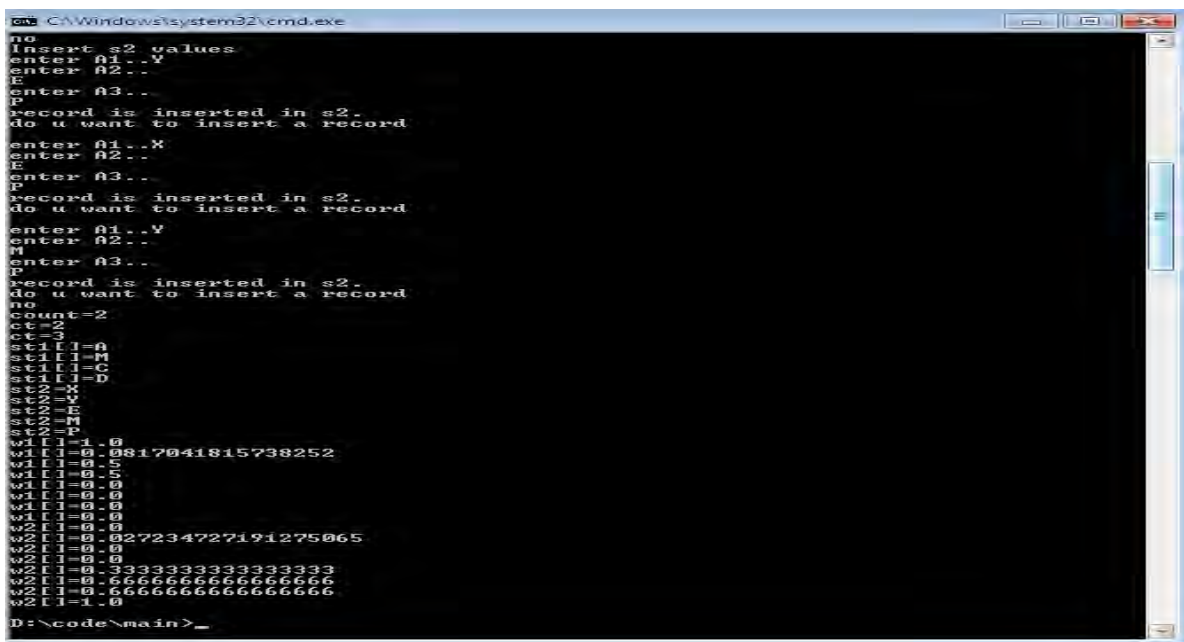 C:\Windows\system32\cmd.exe
no
Insert s2 values
enter A1..Y
enter A2..
E
enter A3..
P
record is inserted in s2.
do u want to insert a record
enter A1..X
enter A2..
E
enter A3..
P
record is inserted in s2.
do u want to insert a record
enter A1..Y
enter A2..
M
enter A3..
P
record is inserted in s2.
do u want to insert a record
no
count=2
ct=2
ct=3
st1[]=A
st1[]=M
st1[]=C
st1[]=D
st2=X
st2=Y
st2=E
st2=M
st2=P
w1[]=1.0
w1[]=0.0817041815738252
w1[]=0.5
w1[]=0.5
w1[]=0.0
w1[]=0.0
w1[]=0.0
w1[]=0.0
w2[]=0.0
w2[]=0.027234727191275065
w2[]=0.0
w2[]=0.0
w2[]=0.3333333333333333
w2[]=0.6666666666666666
w2[]=0.6666666666666666
w2[]=1.0
D:\code\main>_